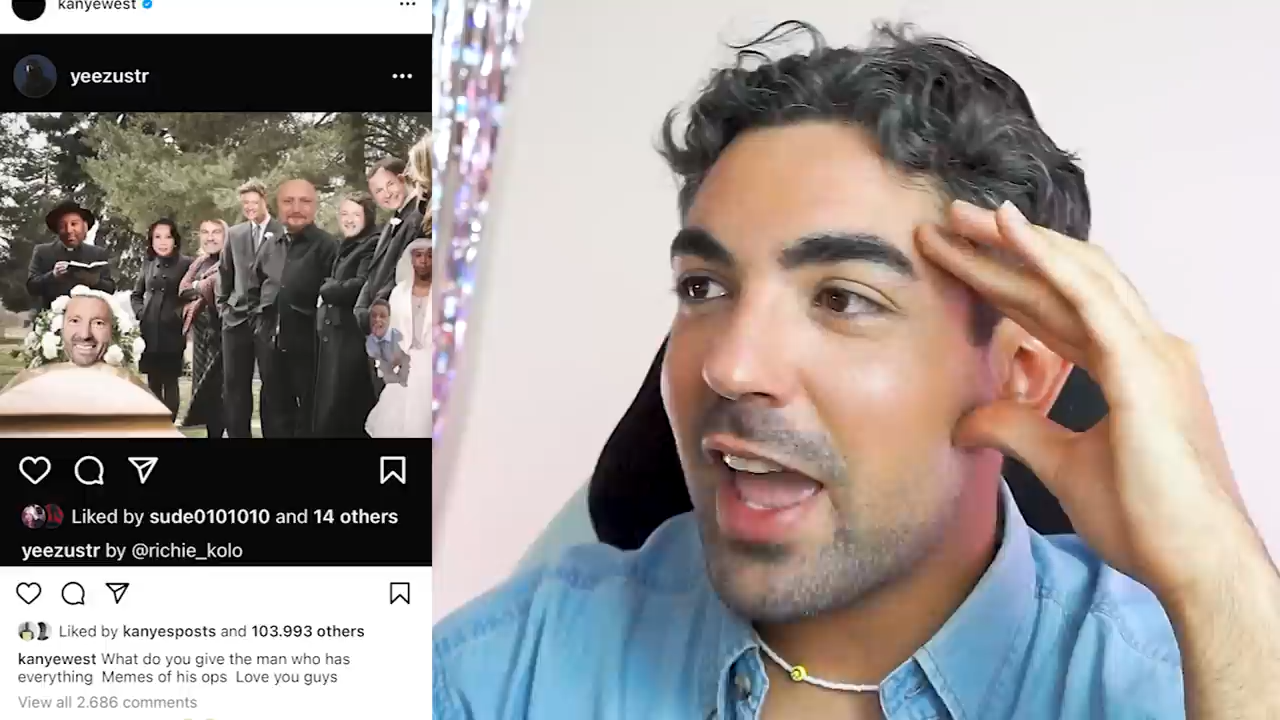 kanyewest
yeezustr
Liked by sude0101010 and 14 others
yeezustr by @richie_kolo
Liked by kanyesposts and 103.993 others
kanyewest What do you give the man who has
everything Memes of his ops Love you guys
View all 2.686 comments